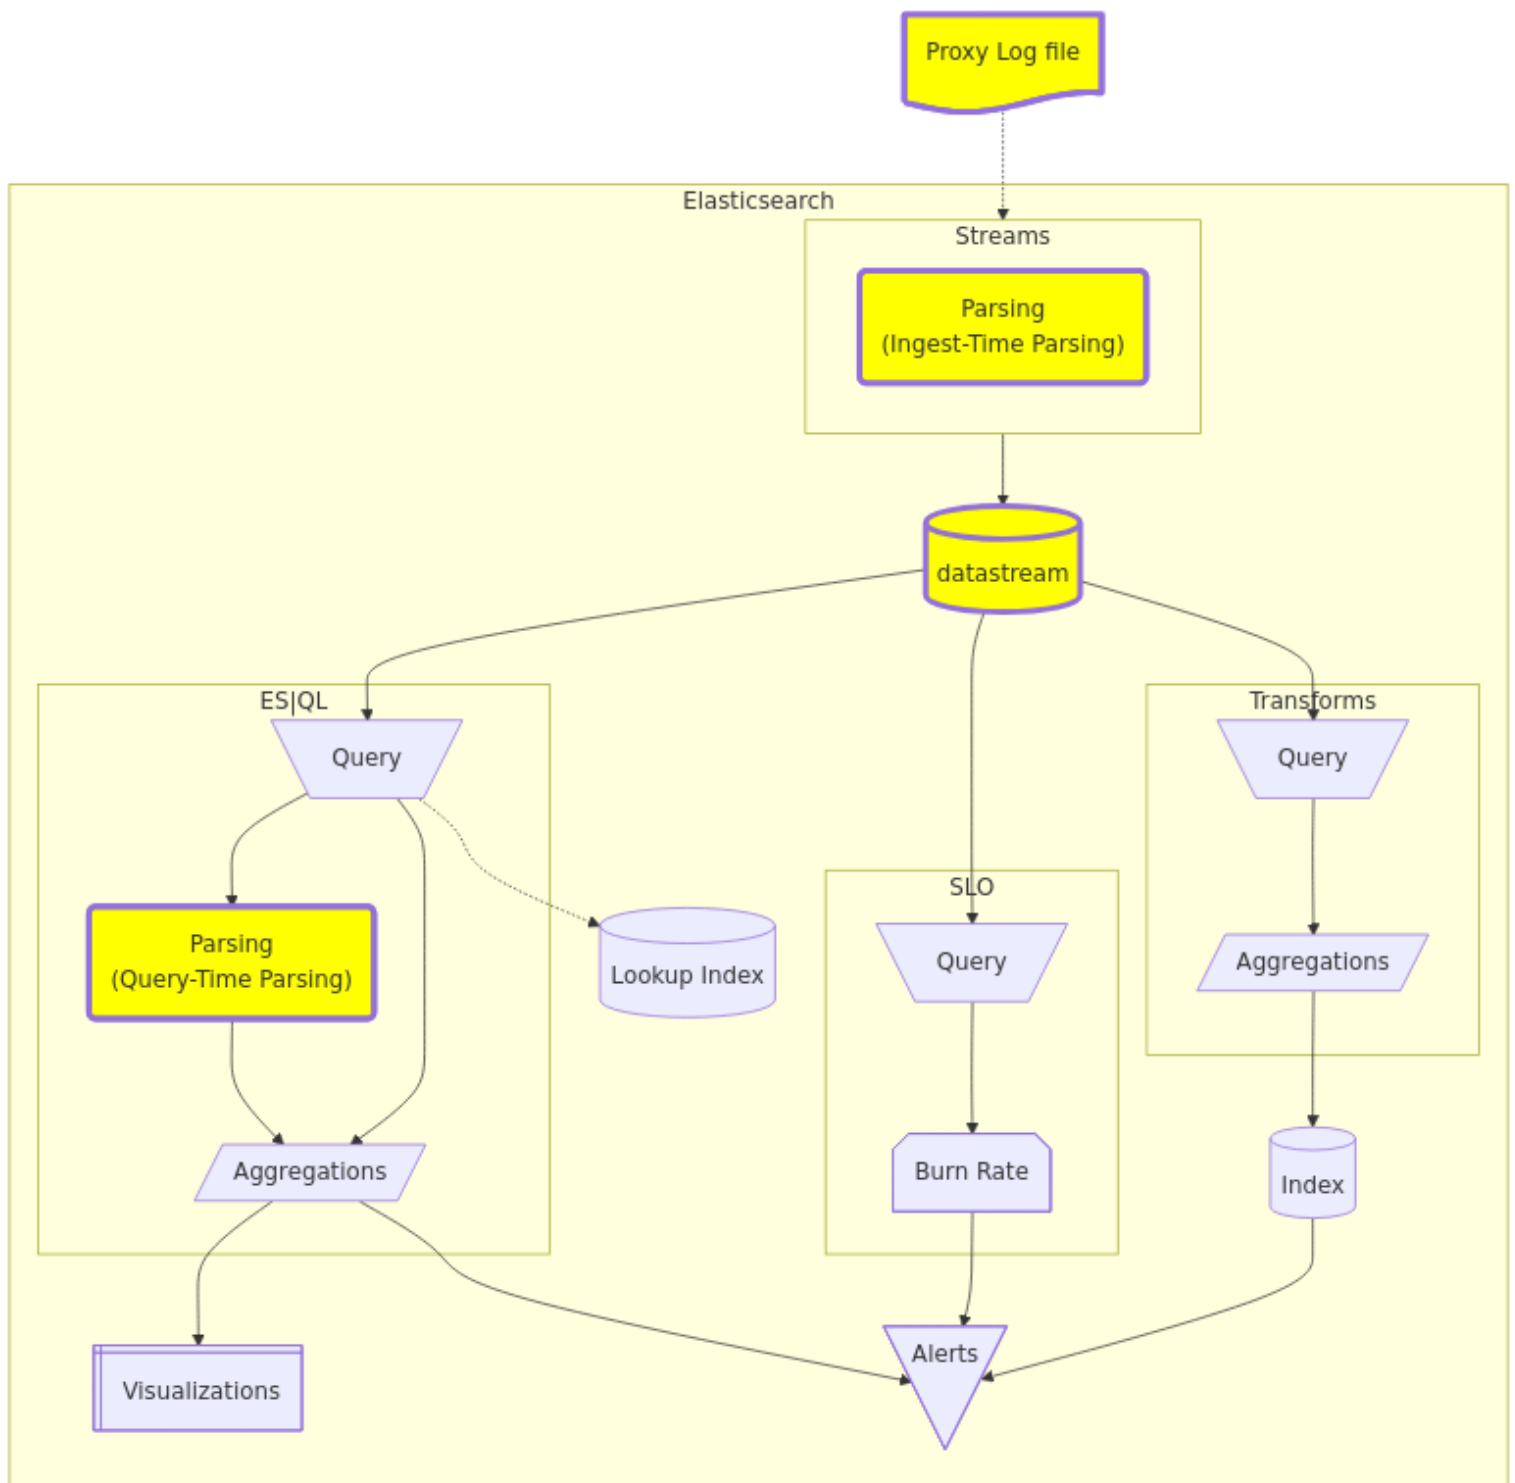 Proxy Log file
Elasticsearch
Streams
Parsing
(Ingest-Time Parsing)
datastream
ES|QL
Transforms
Query
Query
SLO
Parsing
(Query-Time Parsing)
Lookup Index
Query
Aggregations
Aggregations
Burn Rate
Index
Alerts
Visualizations